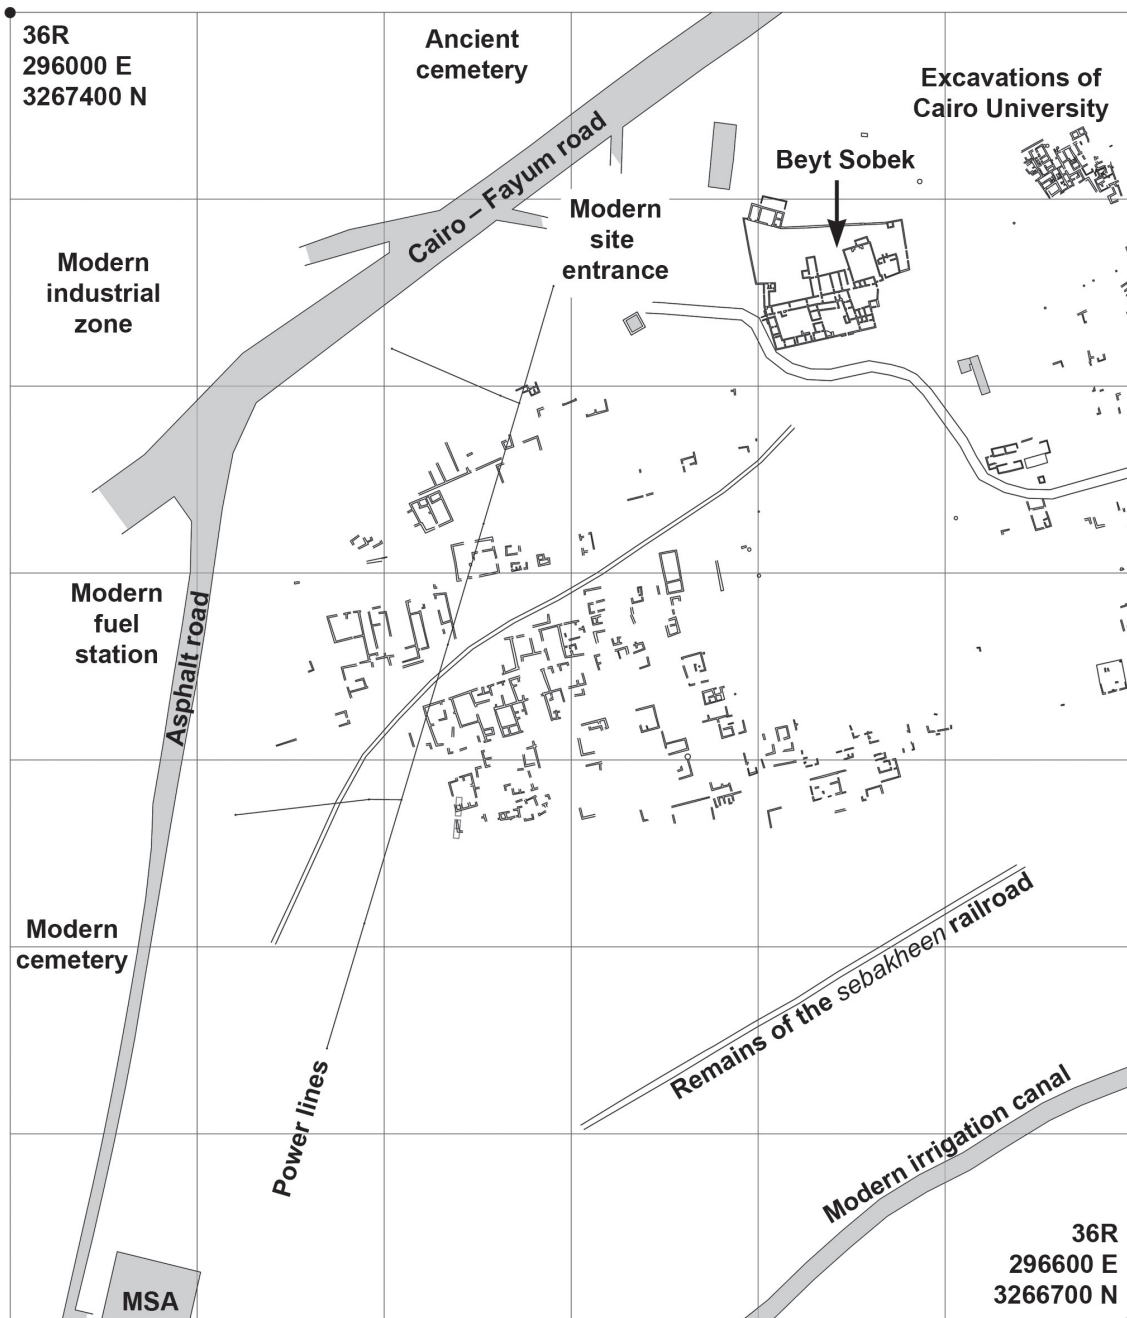 36R
296000 E
3267400 N
Ancient
cemetery
Excavations of
Cairo University
Beyt Sobek
Cairo – Fayum road
Modern
site
entrance
Modern
industrial
zone
Modern
fuel
station
Asphalt road
Modern
cemetery
Remains of the sebakheen railroad
Power lines
Modern irrigation canal
36R
296600 E
3266700 N
MSA